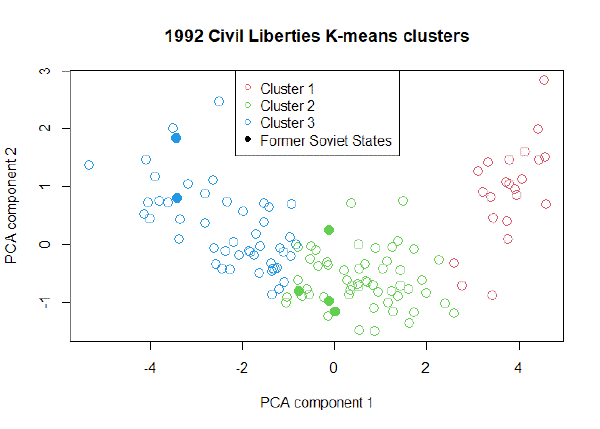 1992 Civil Liberties K-means clusters
Cluster 1
Cluster 2
Cluster 3
Former Soviet States
PCA component 2
3
2
1
0
-1
-4
-2
0
2
4
PCA component 1